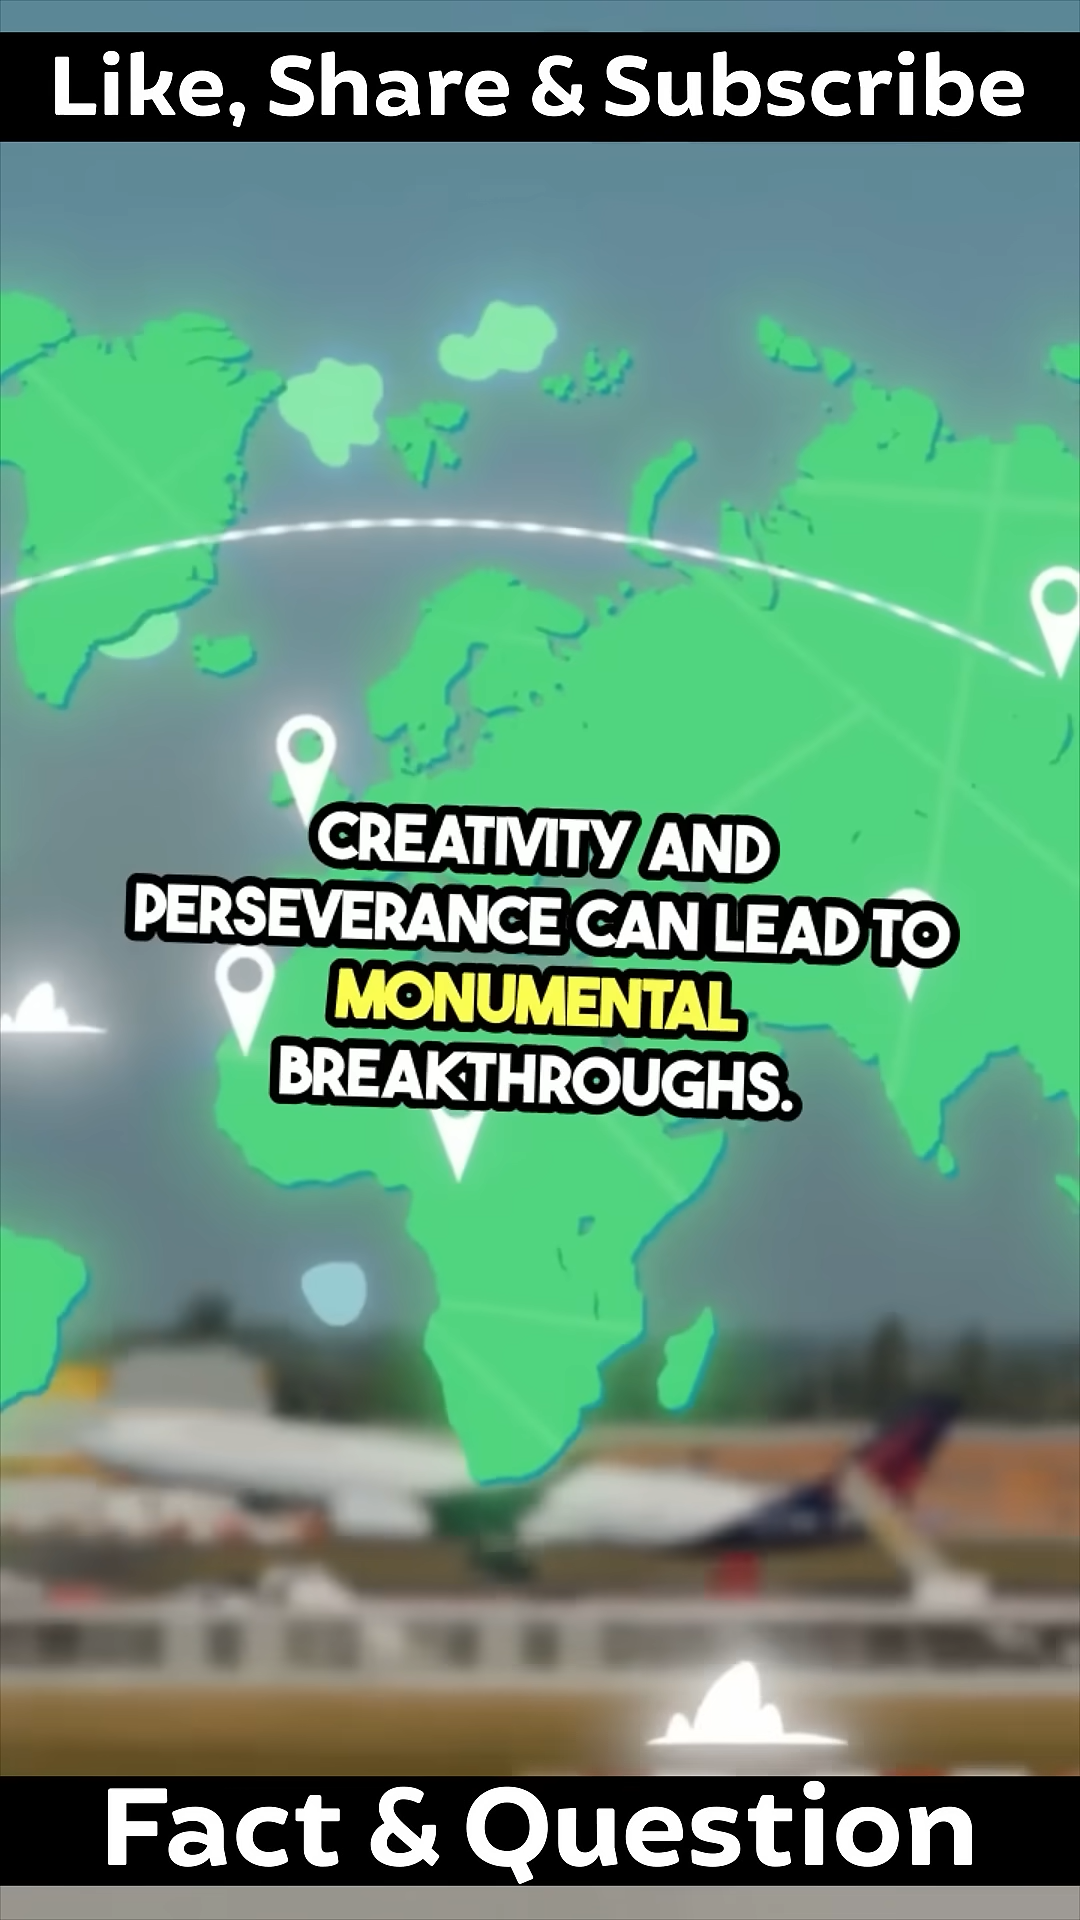 Like, Share & Subscribe
CREATIVITY AND
PERSEVERANCE CAN LEAD TO
MONUMENTAL
BREAKTHROUGHS.
Fact & Question